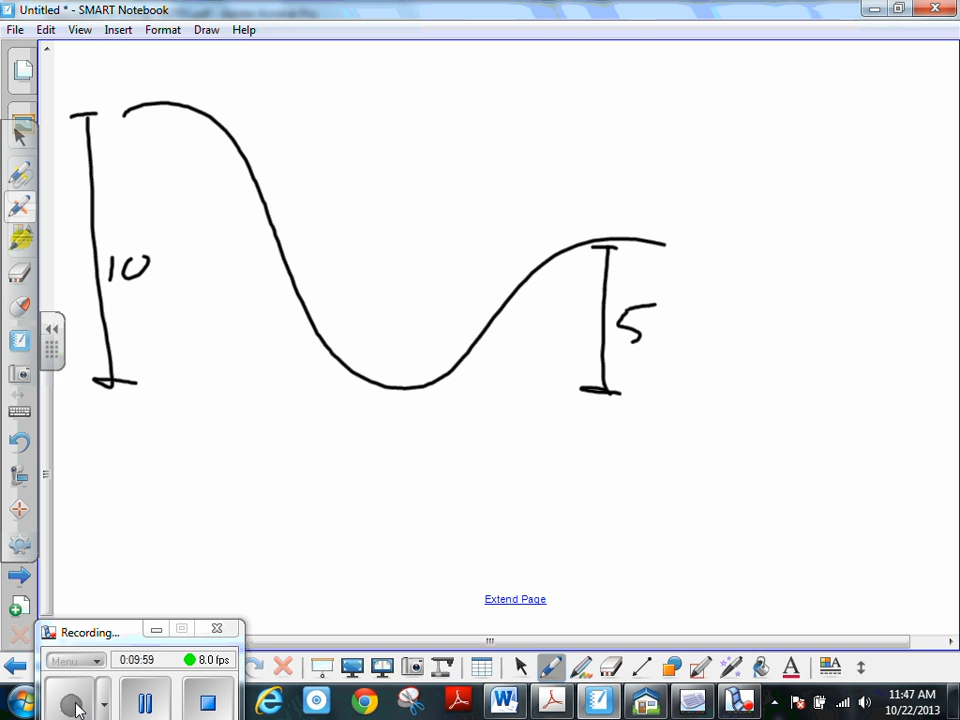 Untitled * - SMART Notebook
File Edit View Insert Format Draw Help
10
5
Extend Page
Recording...
Menu 0:09:59 8.0 fps
11:47 AM
10/22/2013